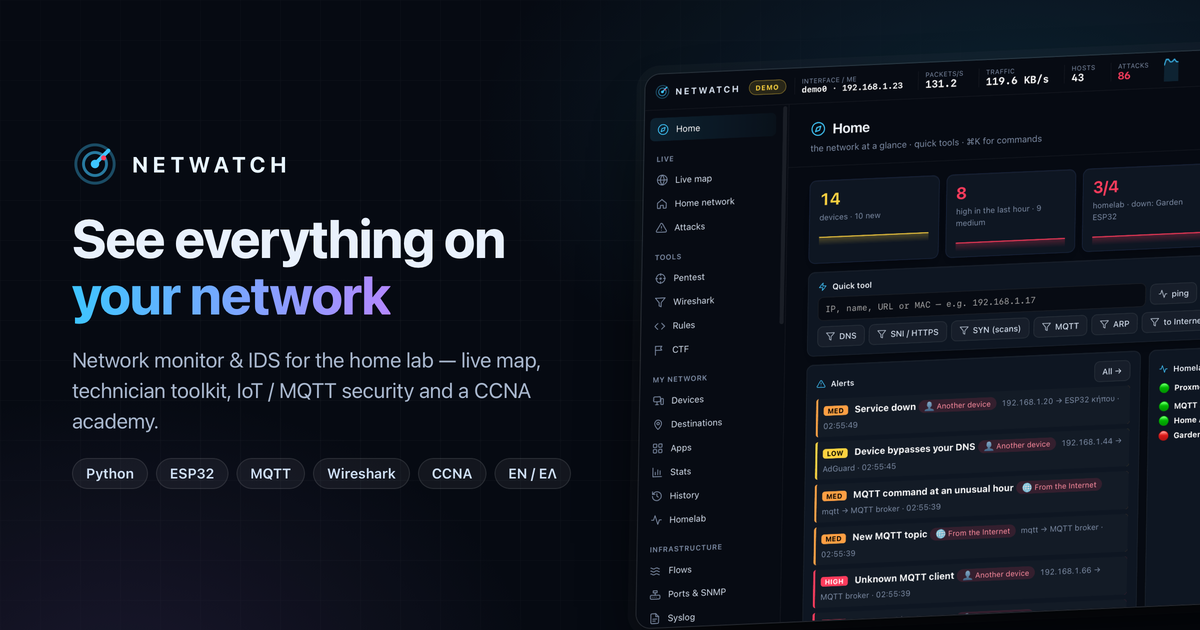 NETWATCH
See everything on
your network
Network monitor & IDS for the home lab — live map,
technician toolkit, IoT / MQTT security and a CCNA
academy.
Python
ESP32
MQTT
Wireshark
CCNA
EN / ΕΛ
NETWATCH
DEMO
INTERFACE / ME
demo0 · 192.168.1.23
PACKETS/S
131.2
TRAFFIC
119.6 KB/s
HOSTS
43
ATTACKS
86
Home
LIVE
Live map
Home network
Attacks
TOOLS
Pentest
Wireshark
Rules
CTF
MY NETWORK
Devices
Destinations
Apps
Stats
History
Homelab
INFRASTRUCTURE
Flows
Ports & SNMP
Syslog
Home
the network at a glance · quick tools · ⌘K for commands
14
devices · 10 new
8
high in the last hour · 9
medium
3/4
homelab · down: Garden
ESP32
Quick tool
IP, name, URL or MAC — e.g. 192.168.1.17
ping
DNS
SNI / HTTPS
SYN (scans)
MQTT
ARP
to Interne
Alerts
All →
MED Service down 👤 Another device 192.168.1.20 → ESP32 κήπου ·
02:55:49
LOW Device bypasses your DNS 👤 Another device 192.168.1.44 →
AdGuard · 02:55:45
MED MQTT command at an unusual hour 🌐 From the Internet
mqtt → MQTT broker · 02:55:39
MED New MQTT topic 🌐 From the Internet mqtt → MQTT broker ·
02:55:39
HIGH Unknown MQTT client 👤 Another device 192.168.1.66 →
MQTT broker · 02:55:39
Homela
Proxm
MQTT
Home
Garde